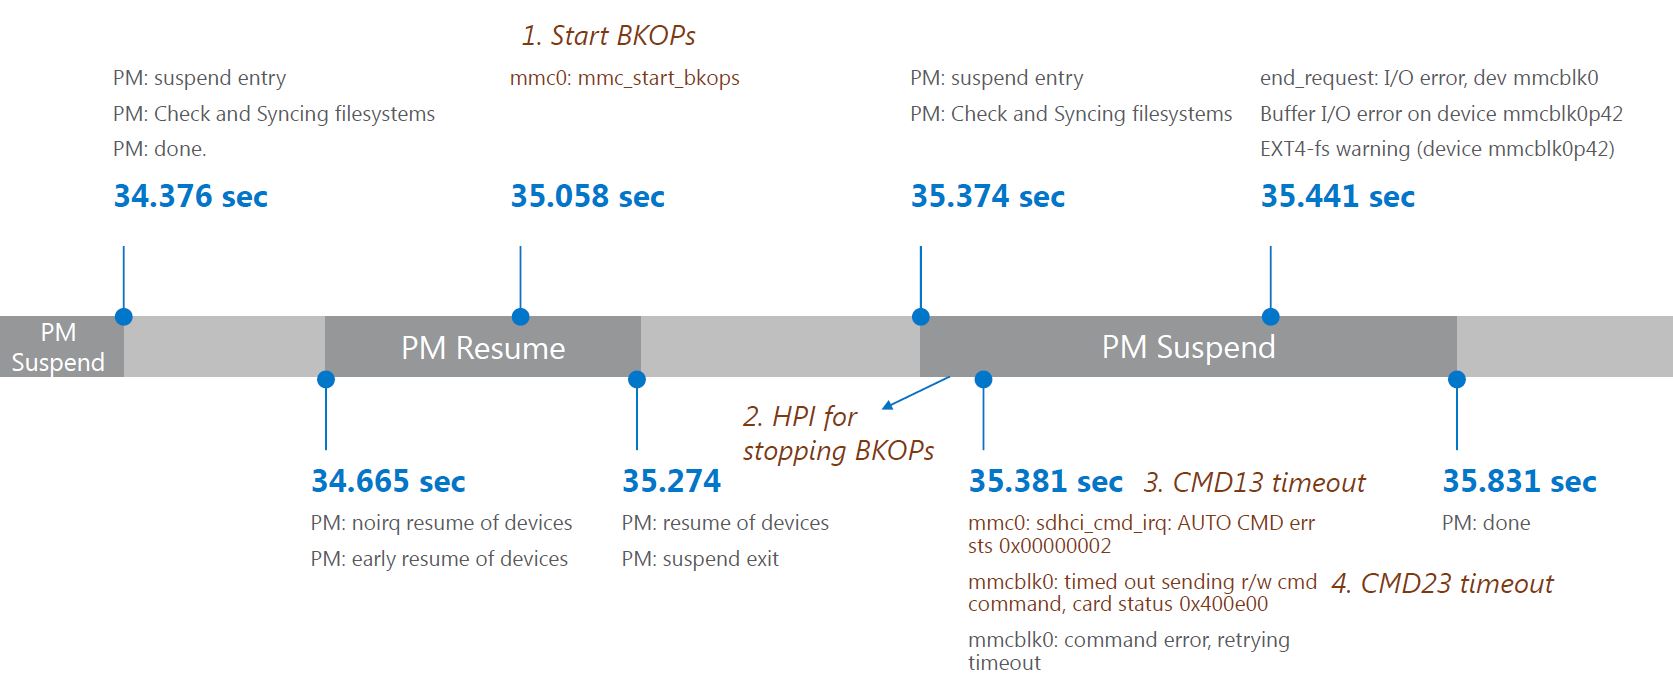 1. Start BKOPs
PM: suspend entry
PM: Check and Syncing filesystems
PM: done.
34.376 sec
mmc0: mmc_start_bkops
35.058 sec
PM: suspend entry
PM: Check and Syncing filesystems
35.374 sec
end_request: I/O error, dev mmcblk0
Buffer I/O error on device mmcblk0p42
EXT4-fs warning (device mmcblk0p42)
35.441 sec
PM
Suspend
PM Resume
PM Suspend
2. HPI for
stopping BKOPs
34.665 sec
PM: noirq resume of devices
PM: early resume of devices
35.274
PM: resume of devices
PM: suspend exit
35.381 sec
3. CMD13 timeout
mmc0: sdhci_cmd_irq: AUTO CMD err
sts 0x00000002
mmcblk0: timed out sending r/w cmd
command, card status 0x400e00
4. CMD23 timeout
mmcblk0: command error, retrying
timeout
35.831 sec
PM: done